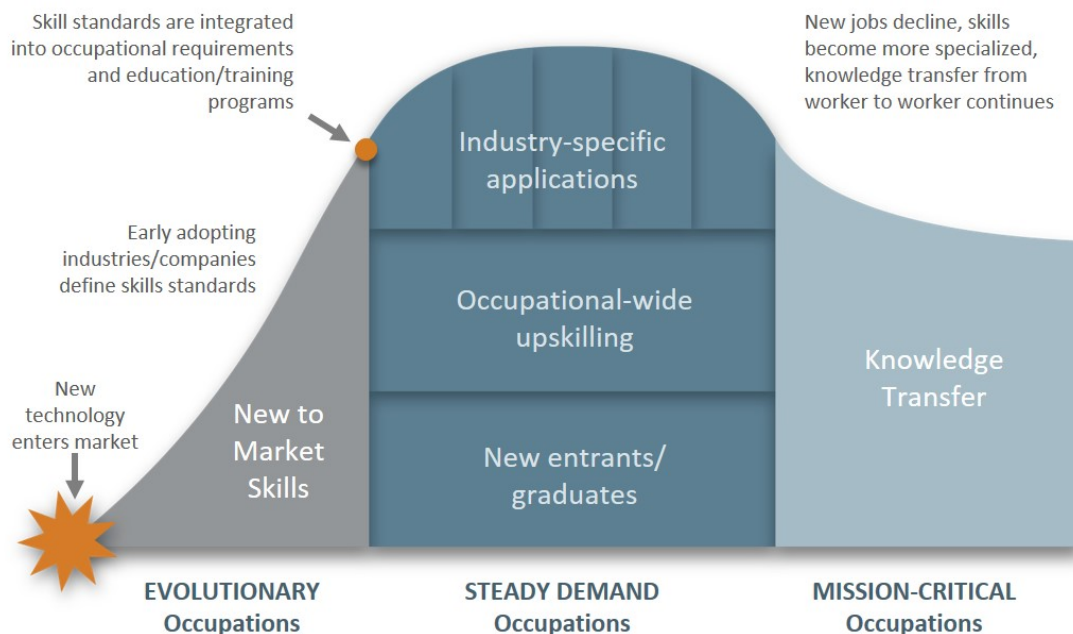 Skill standards are integrated
into occupational requirements
and education/training
programs
New jobs decline, skills
become more specialized,
knowledge transfer from
worker to worker continues
Industry-specific
applications
Early adopting
industries/companies
define skills standards
Occupational-wide
upskilling
Knowledge
Transfer
New
technology
enters market
New to
Market
Skills
New entrants/
graduates
EVOLUTIONARY
Occupations
STEADY DEMAND
Occupations
MISSION-CRITICAL
Occupations